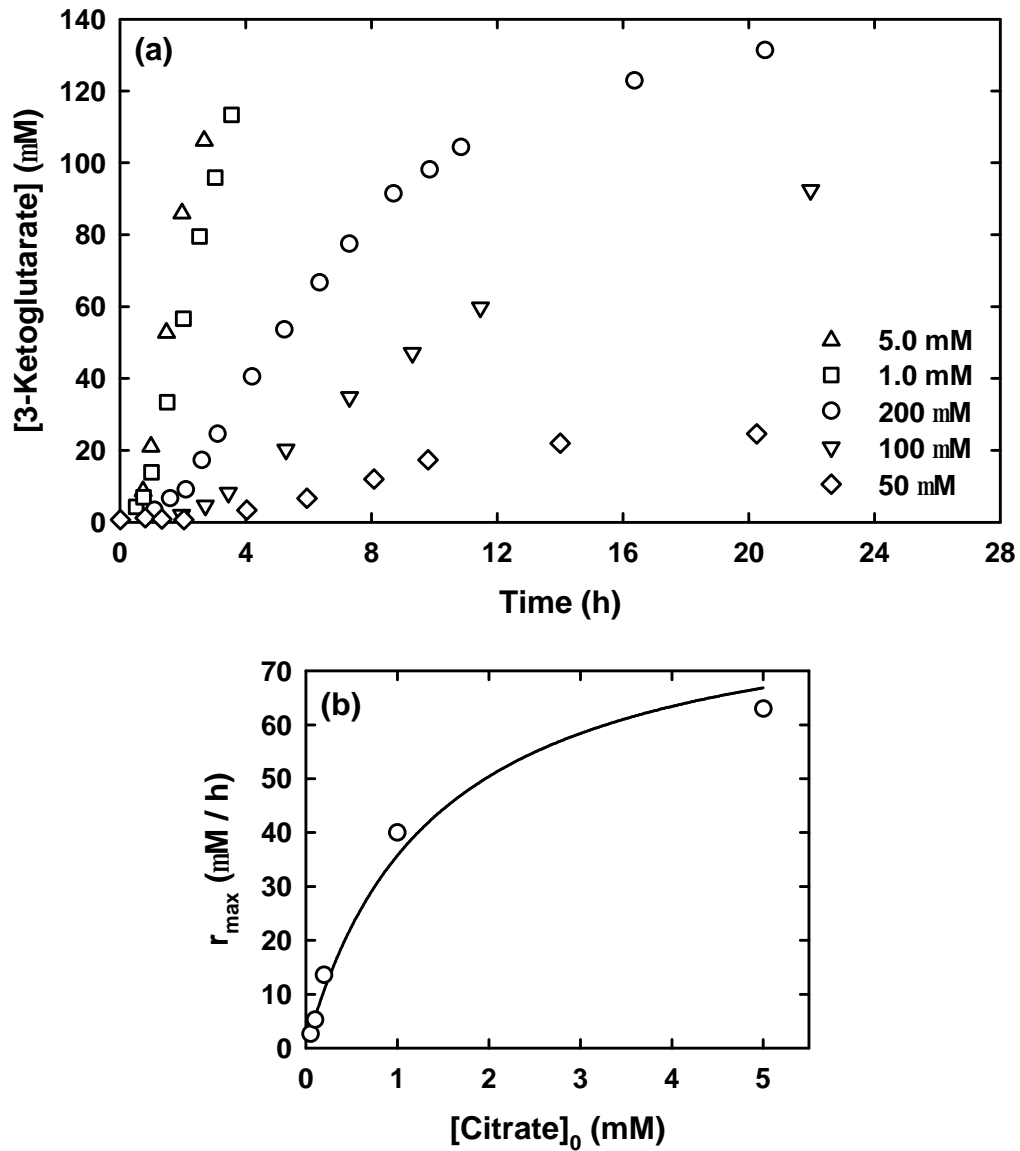 140
120
100
80
60
40
20
0
[3-Ketoglutarate] (mM)
(a)
5.0 mM
1.0 mM
200 mM
100 mM
50 mM
0 4 8 12 16 20 24 28
Time (h)
70
60
50
40
30
20
10
0
r_max (mM / h)
(b)
0 1 2 3 4 5
[Citrate]_0 (mM)